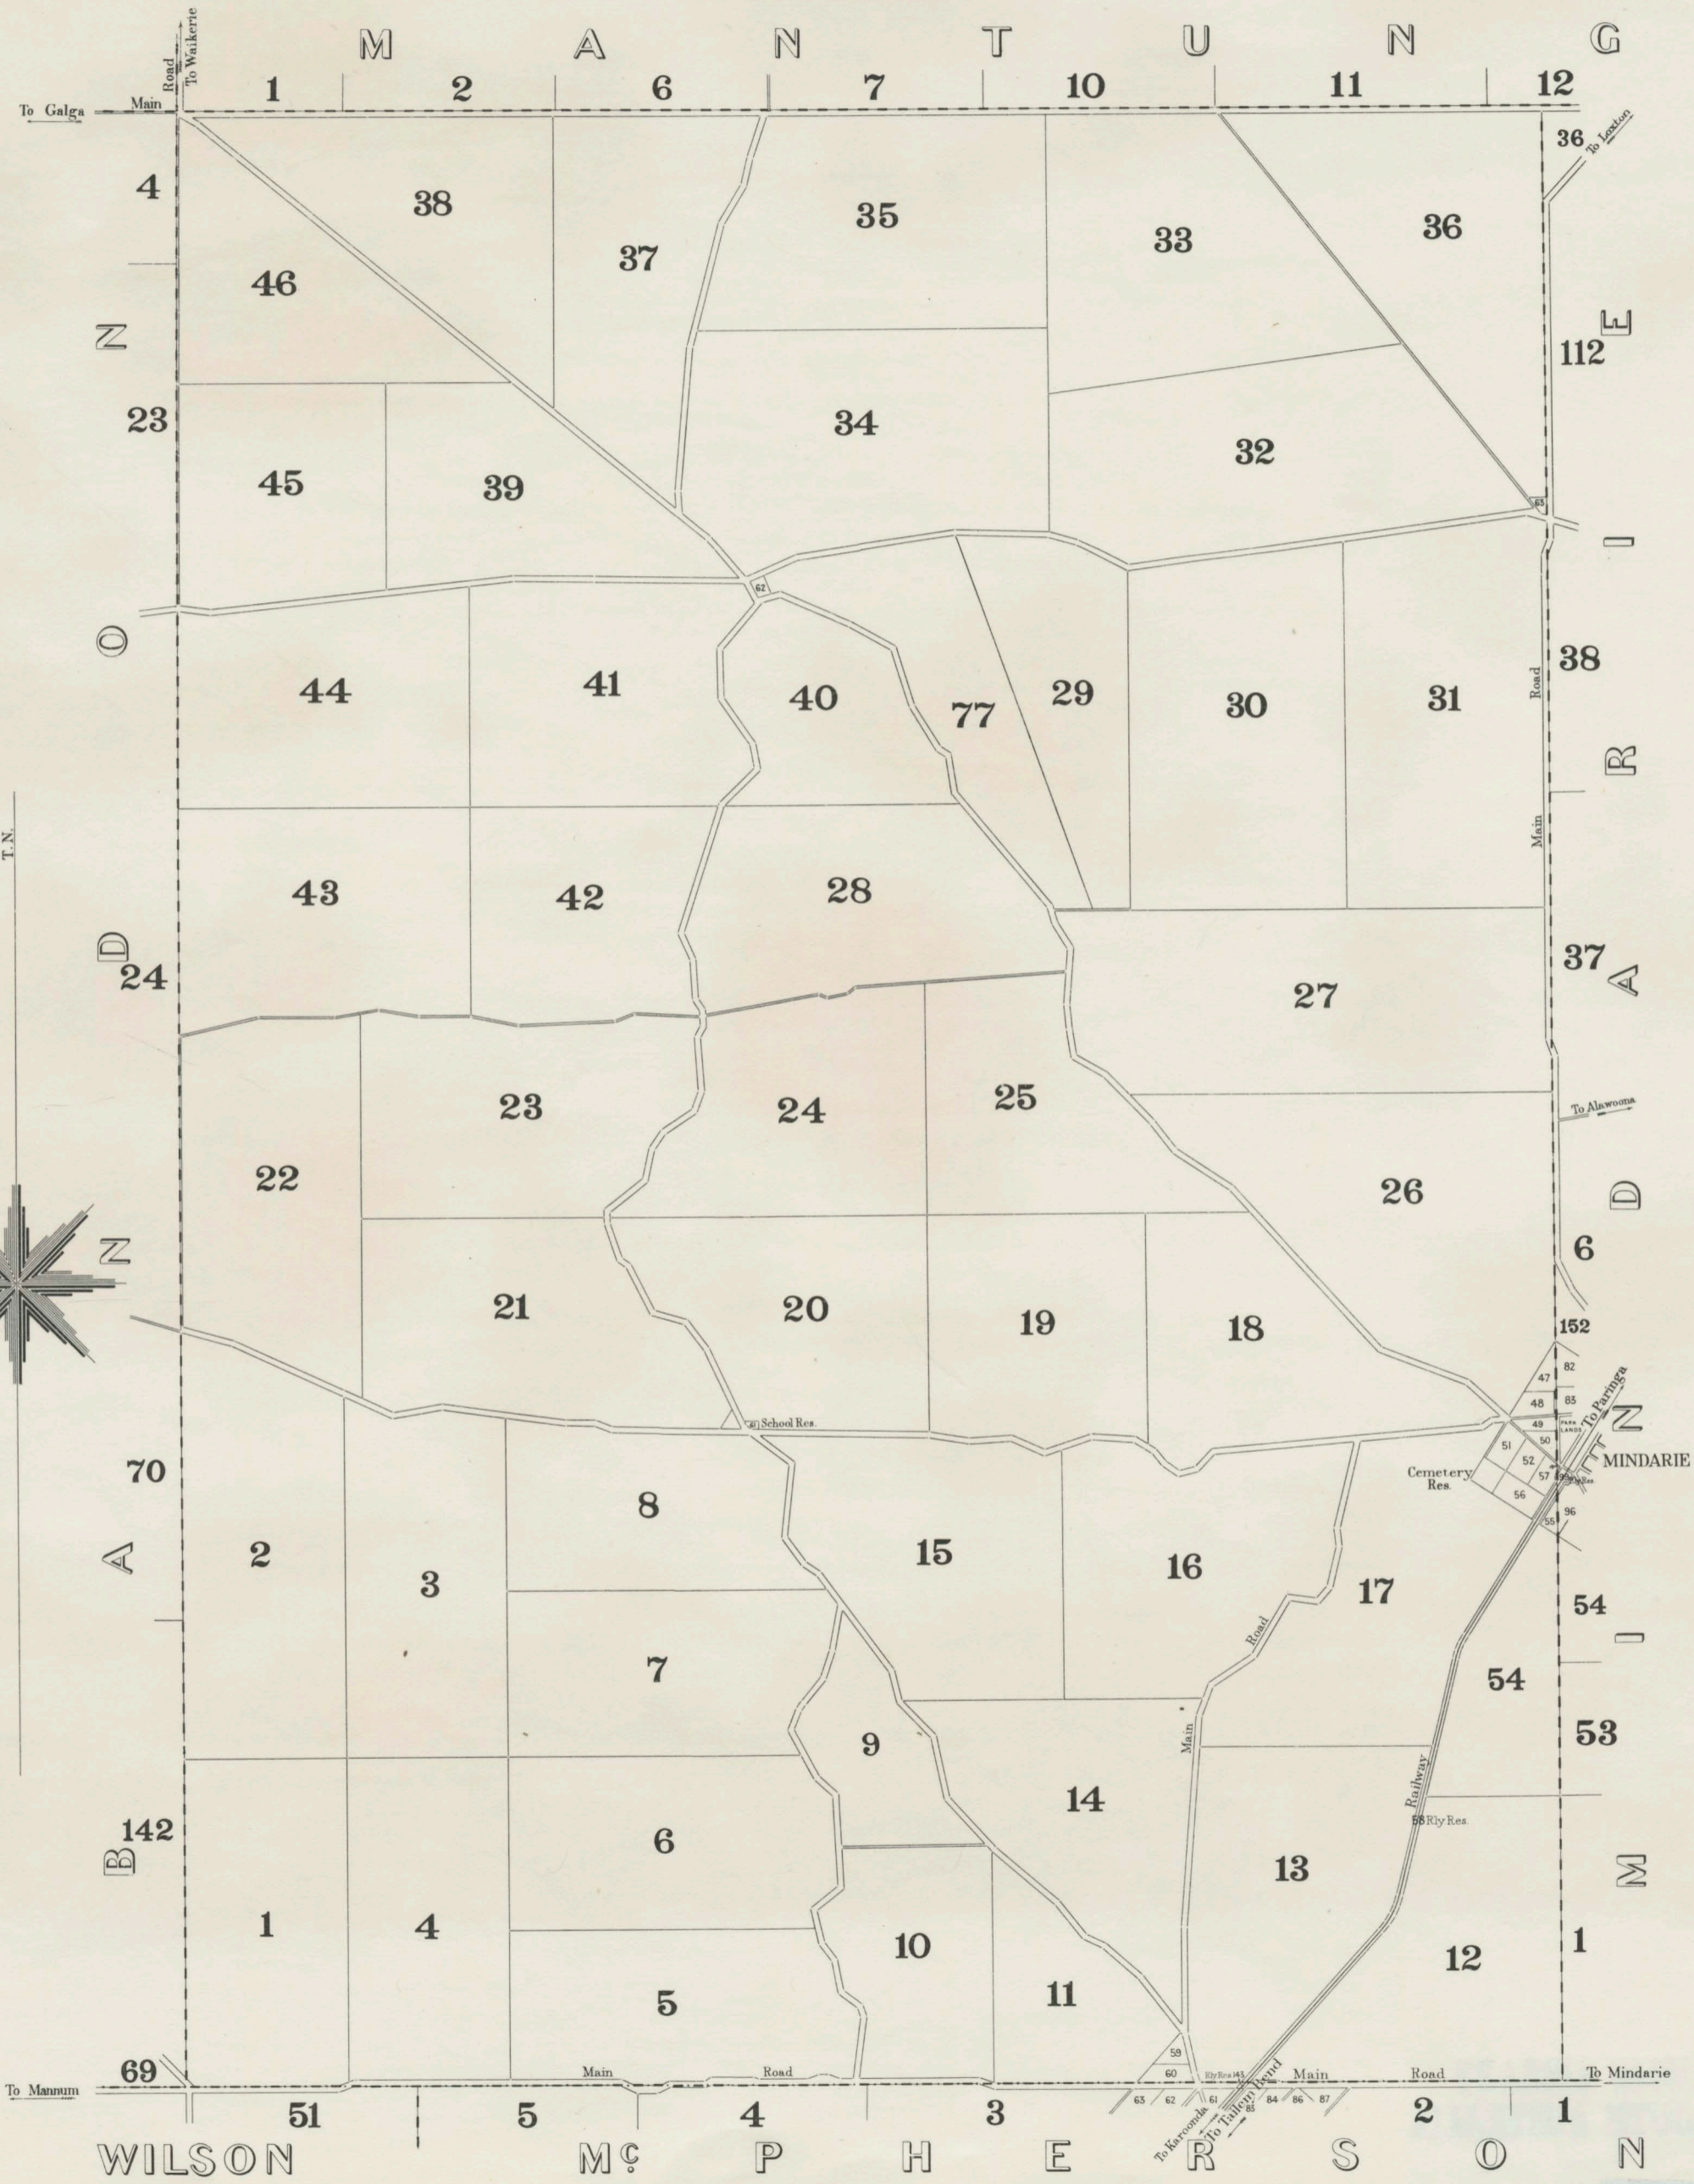 M A N T U N G
Road To Waikerie
1 2 6 7 10 11 12
To Galga Main
36 To Loxton
4 38 35 33 36
37
46
N E
112
23 34 32
45 39
65
62
O I
44 41 40 77 29 30 31 Road 38
R
Main
T.N.
43 42 28
D 24 27 37 A
23 24 25 To Alawoona
22 26 D
N 6
21 20 19 18 152
47 82
48 83
49 PARK LANDS To Paringa N
School Res.
51 50
52 MINDARIE
70 Cemetery Res. 57
56
8 55 96
2 15 16 17
A 3 54
Road I
7 54
9 Main 53
14 Railway
58 Rly Res.
142 6 13
B M
1 4 10 12 1
5 11
59
69 60 Rly Res 143
To Mannum Main Road Main Road To Mindarie
63 62 61 85 84 86 87
51 5 4 3 2 1
To Karoonda To Tailem Bend
WILSON McPHERSON